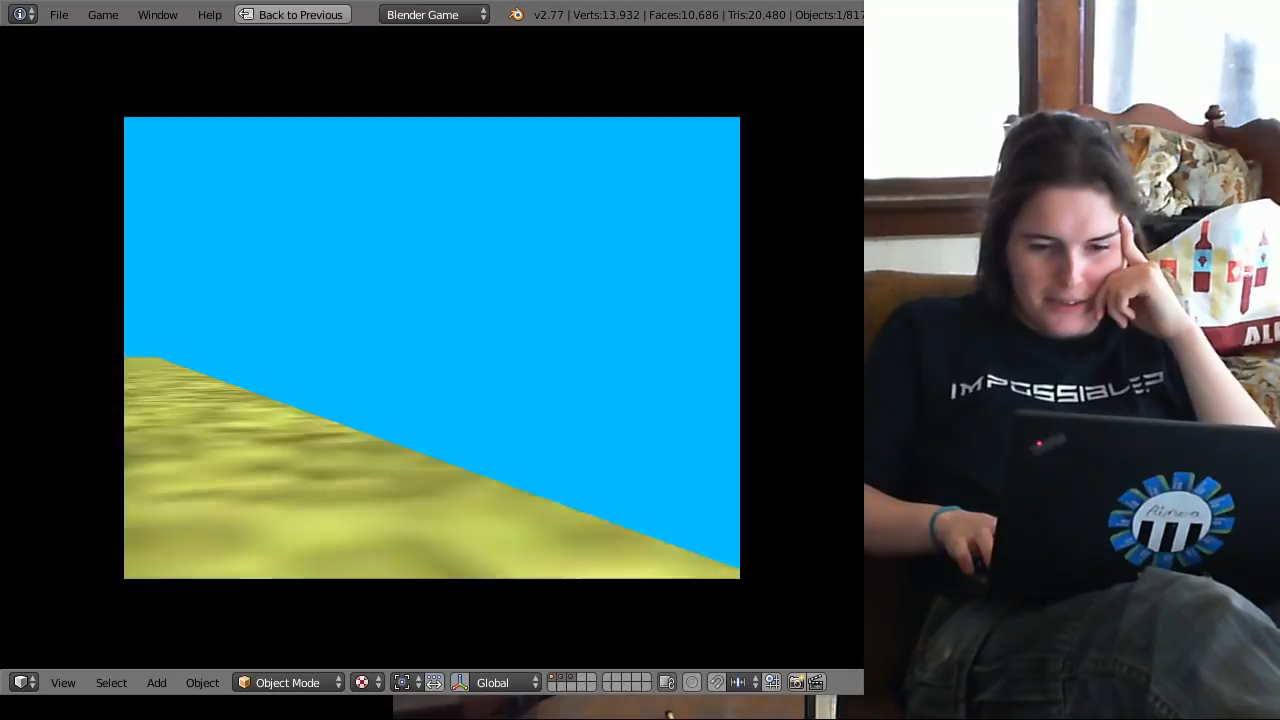 File Game Window Help Back to Previous Blender Game v2.77 | Verts:13,932 | Faces:10,686 | Tris:20,480 | Objects:1/817
IMPOSSIBLE?
View Select Add Object Object Mode Global